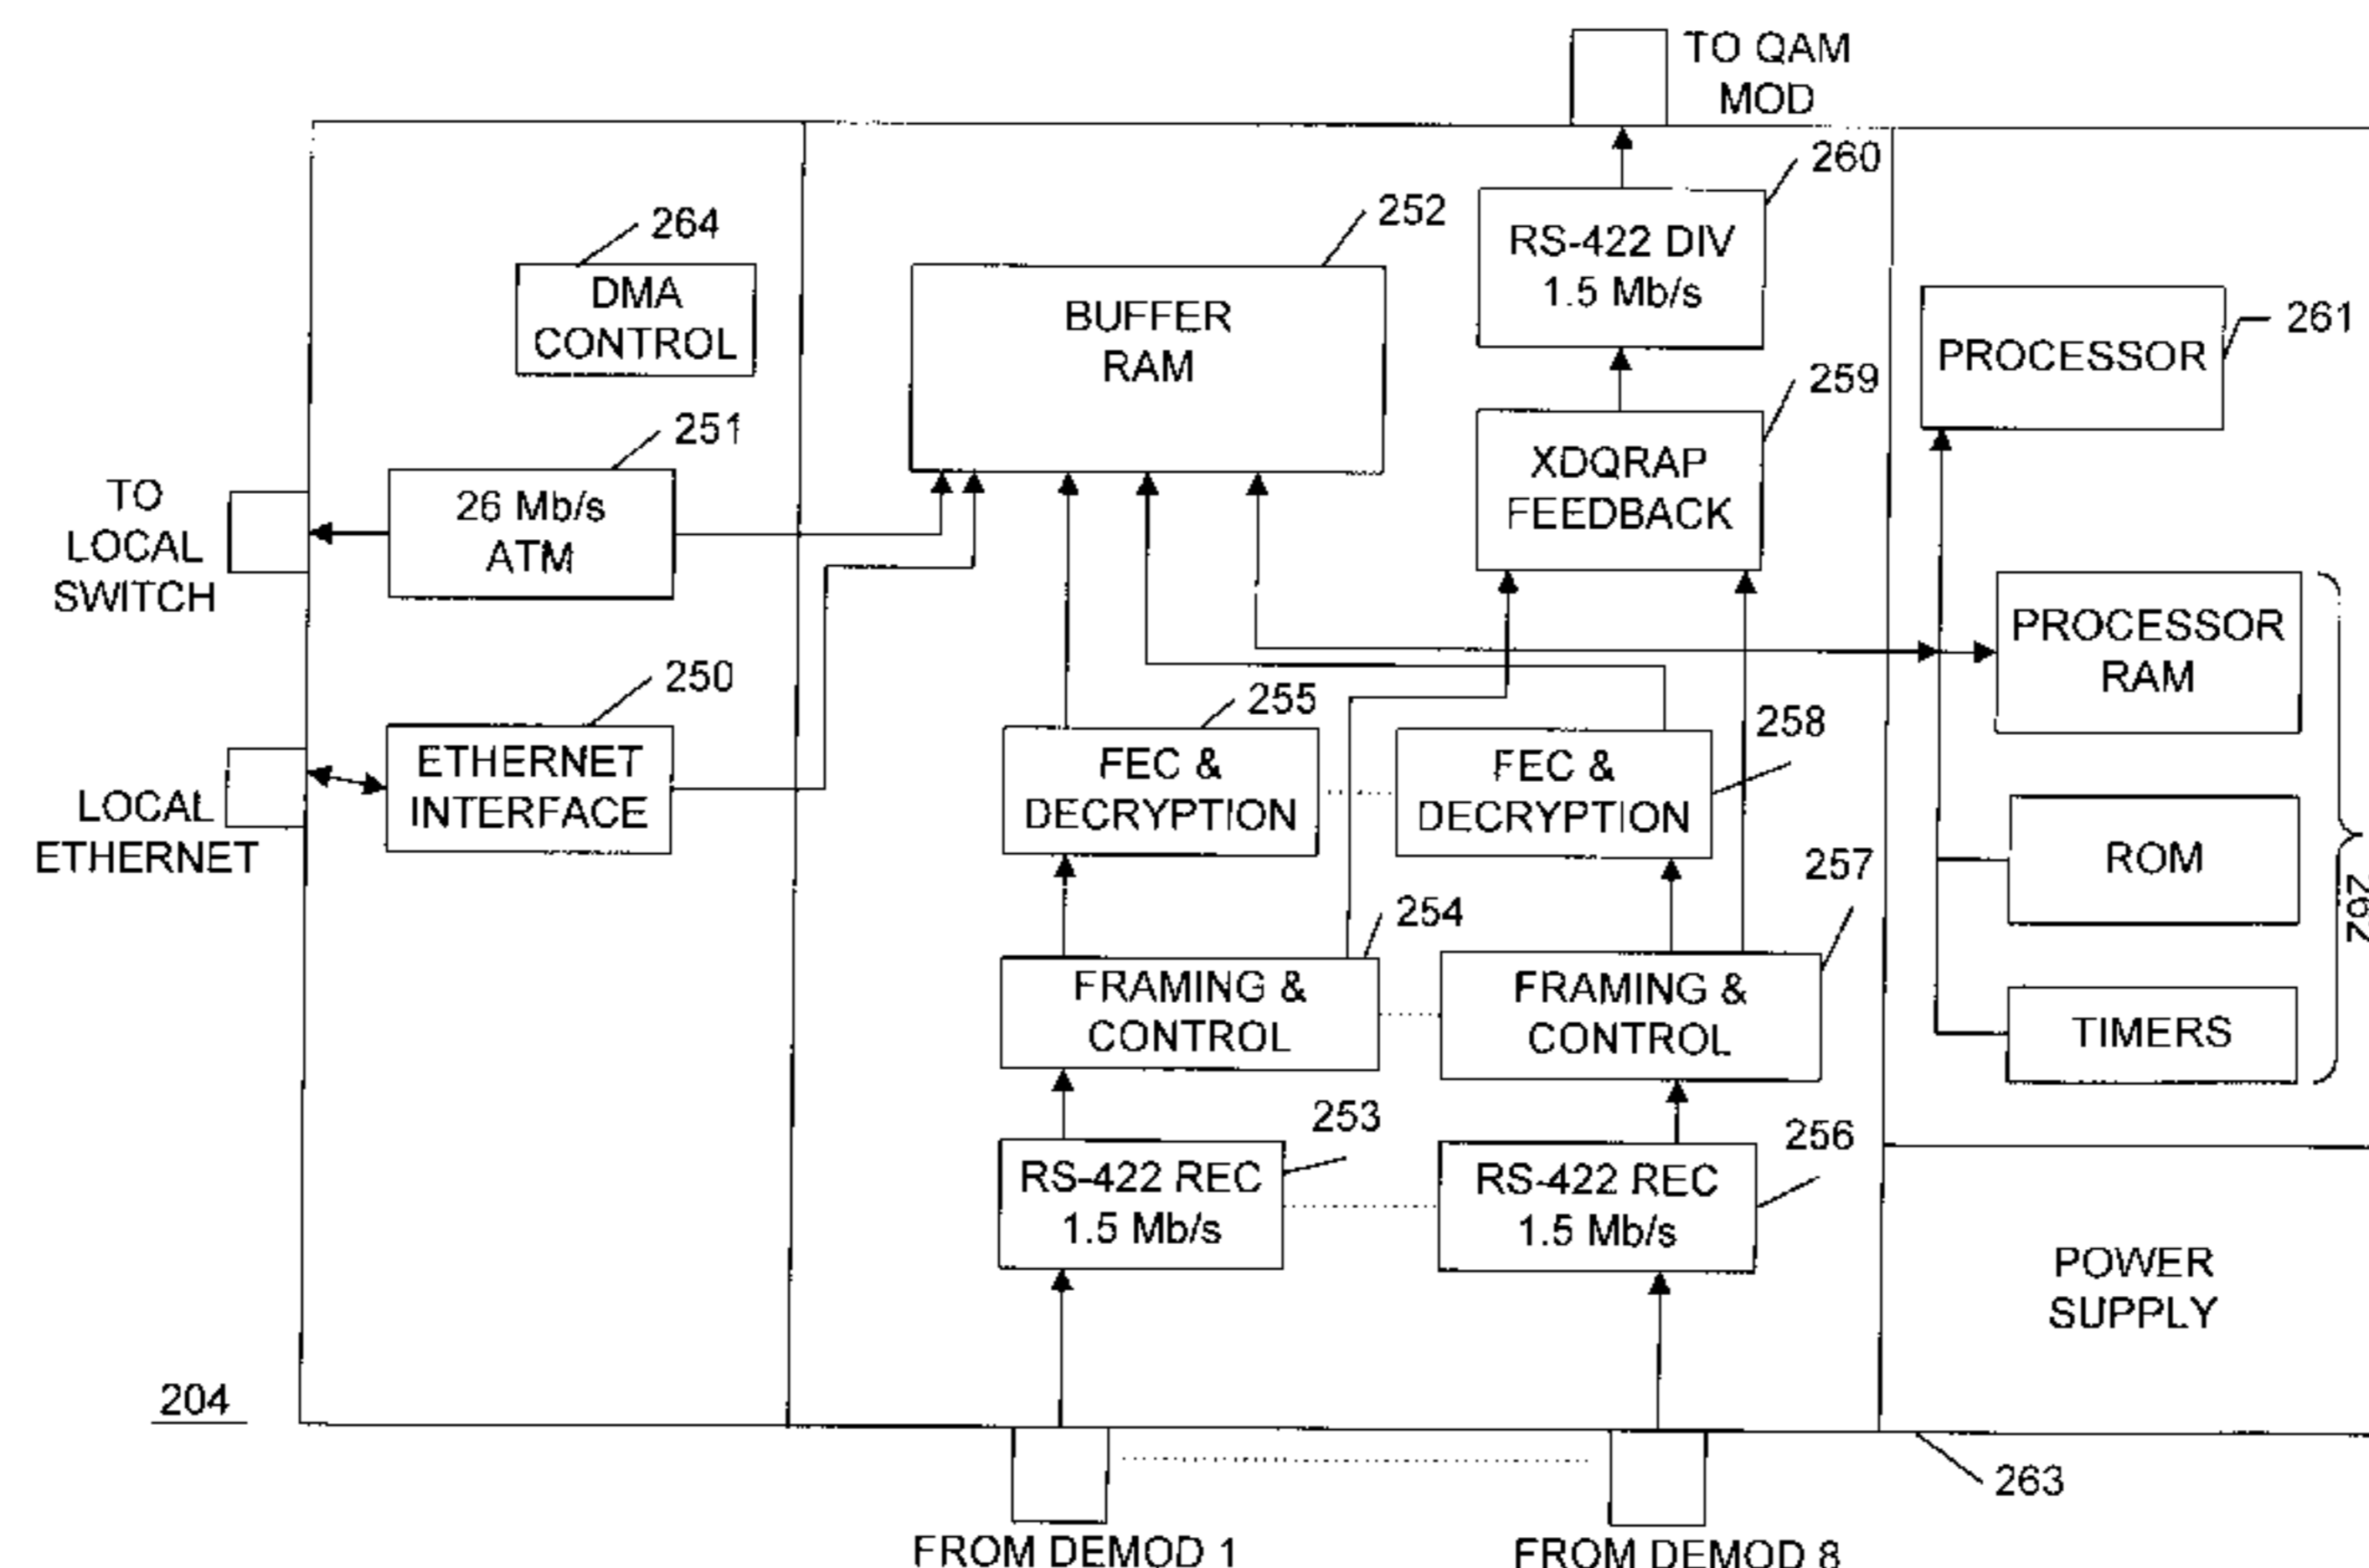 TO QAM
MOD
260
RS-422 DIV
1.5 Mb/s
264
DMA
CONTROL
252
BUFFER
RAM
261
PROCESSOR
259
XDQRAP
FEEDBACK
251
26 Mb/s
ATM
TO
LOCAL
SWITCH
PROCESSOR
RAM
250
ETHERNET
INTERFACE
LOCAL
ETHERNET
255
FEC &
DECRYPTION
258
FEC &
DECRYPTION
ROM
262
254
FRAMING &
CONTROL
257
FRAMING &
CONTROL
TIMERS
253
RS-422 REC
1.5 Mb/s
256
RS-422 REC
1.5 Mb/s
POWER
SUPPLY
204
263
FROM DEMOD 1
FROM DEMOD 8